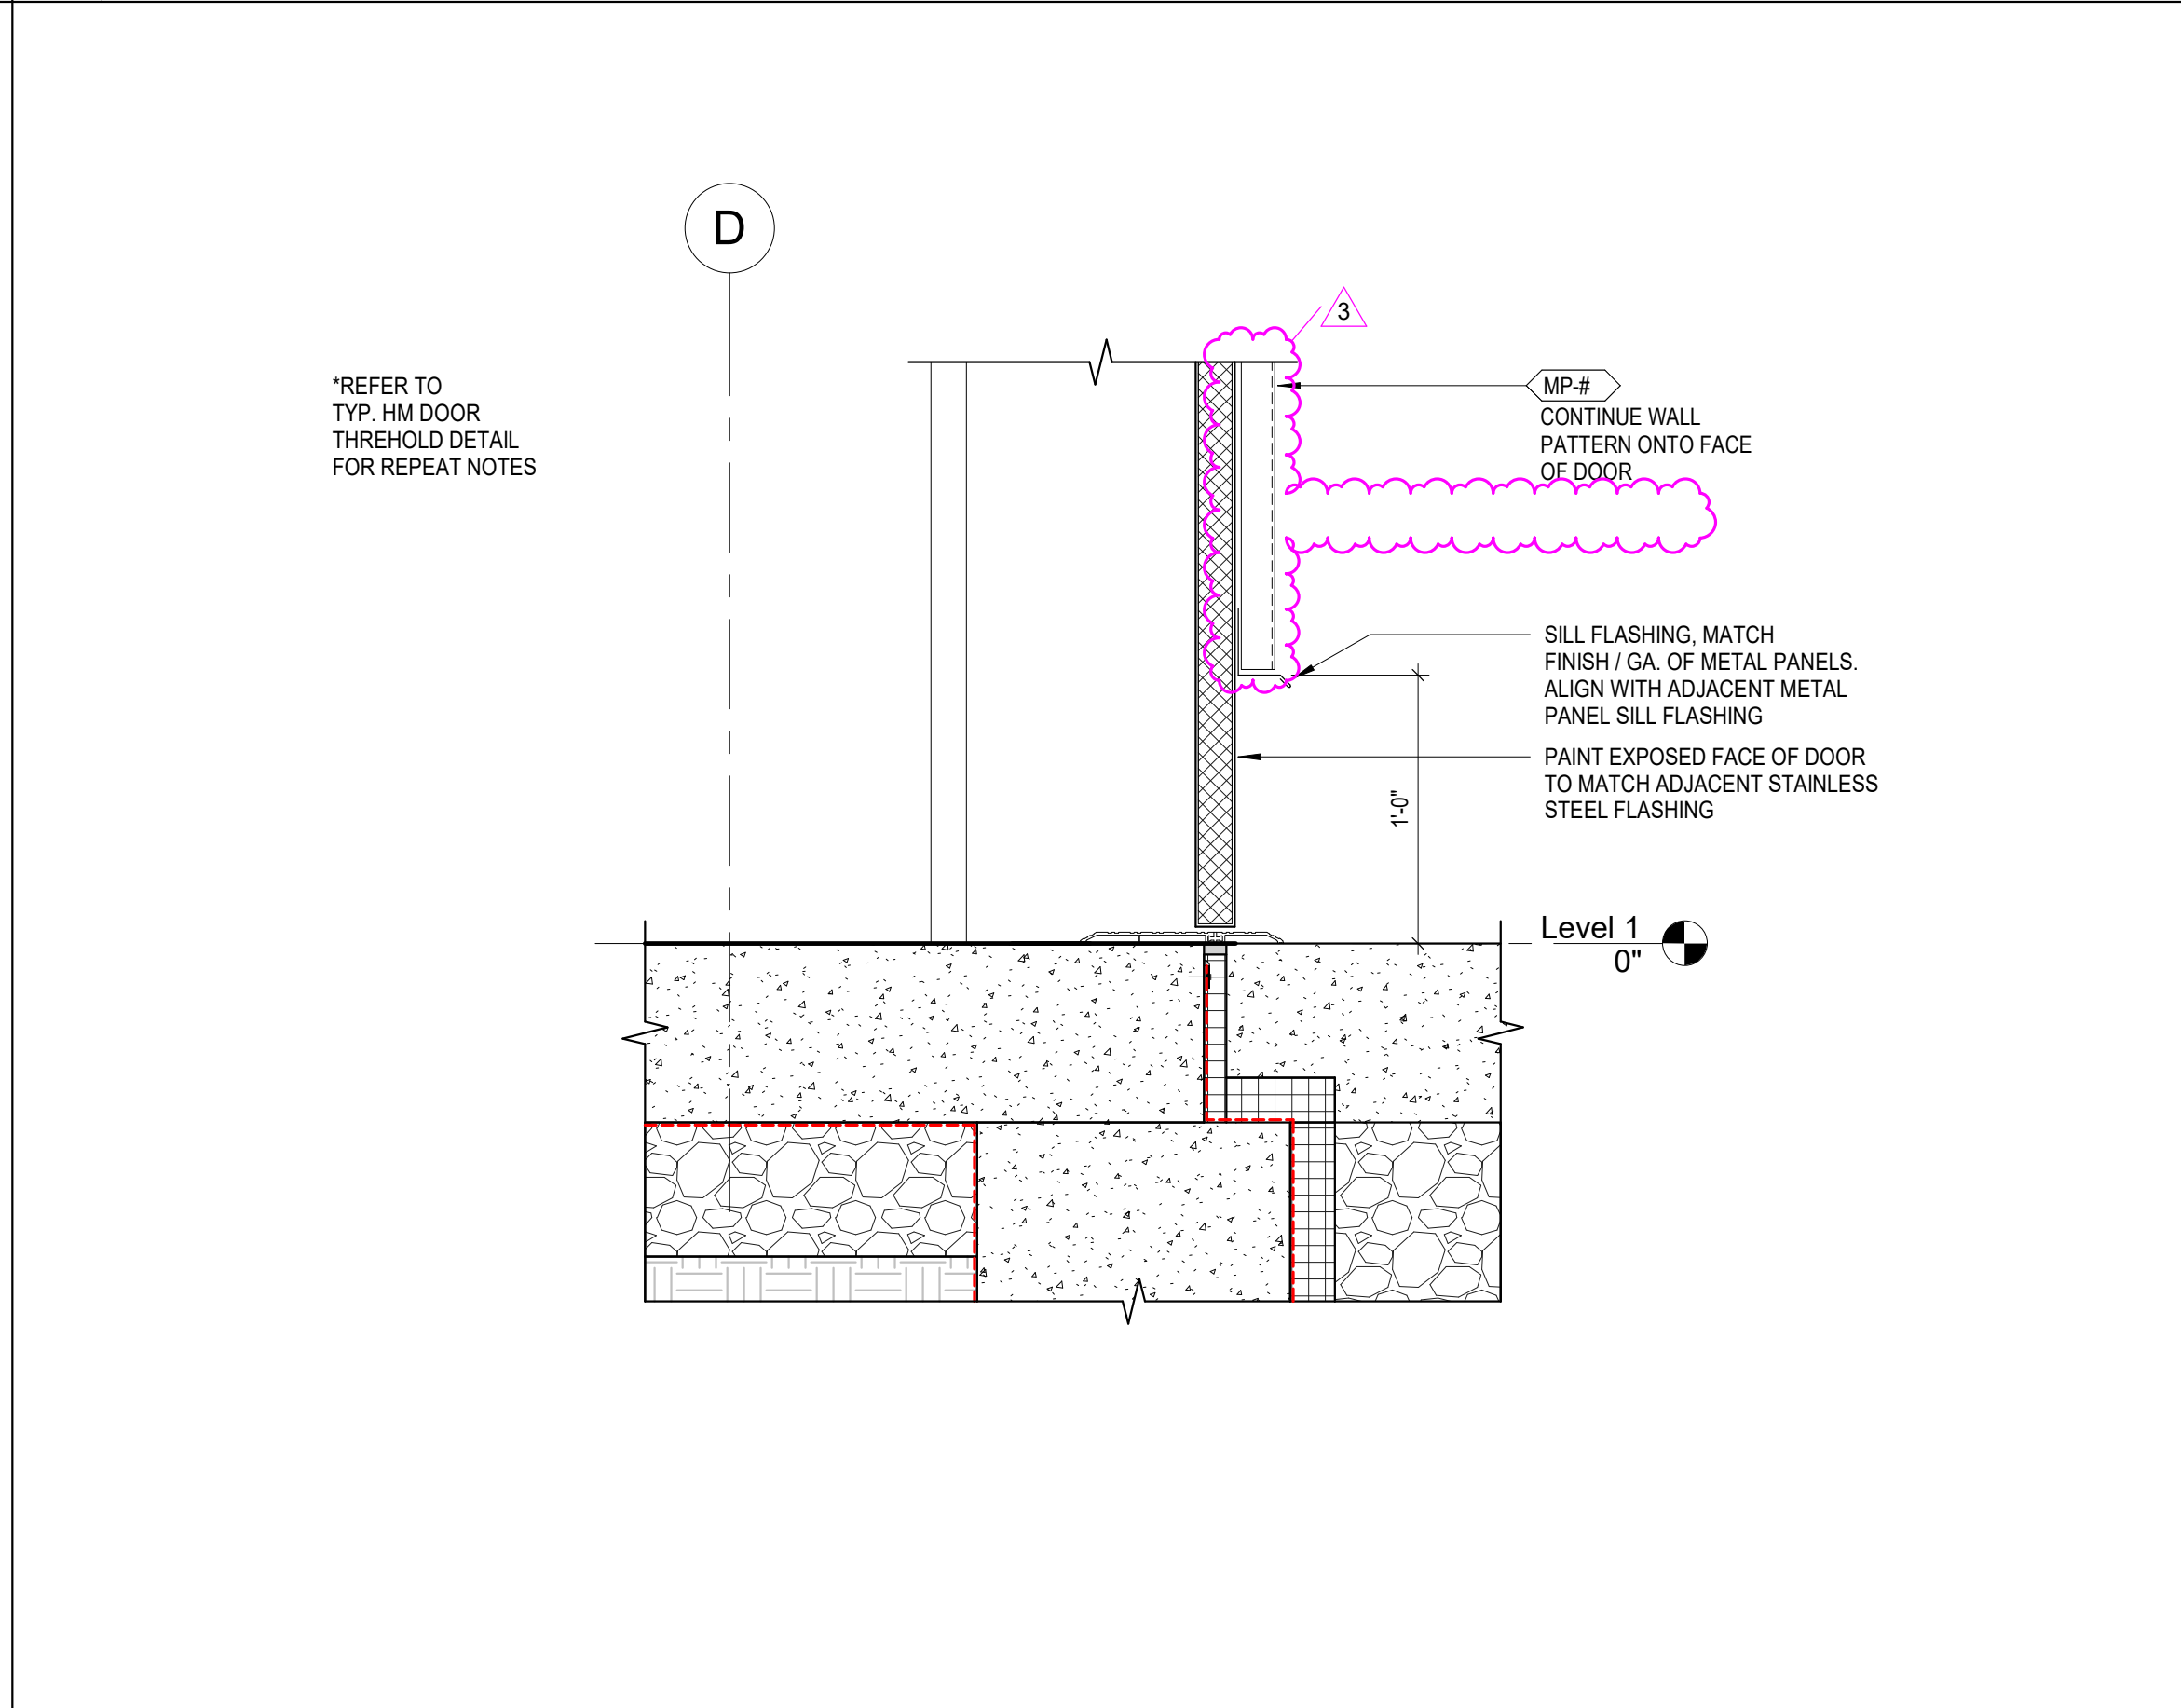 D
3
*REFER TO
TYP. HM DOOR
THREHOLD DETAIL
FOR REPEAT NOTES
MP-#
CONTINUE WALL
PATTERN ONTO FACE
OF DOOR
SILL FLASHING, MATCH
FINISH / GA. OF METAL PANELS.
ALIGN WITH ADJACENT METAL
PANEL SILL FLASHING
PAINT EXPOSED FACE OF DOOR
TO MATCH ADJACENT STAINLESS
STEEL FLASHING
1'-0"
Level 1
0"